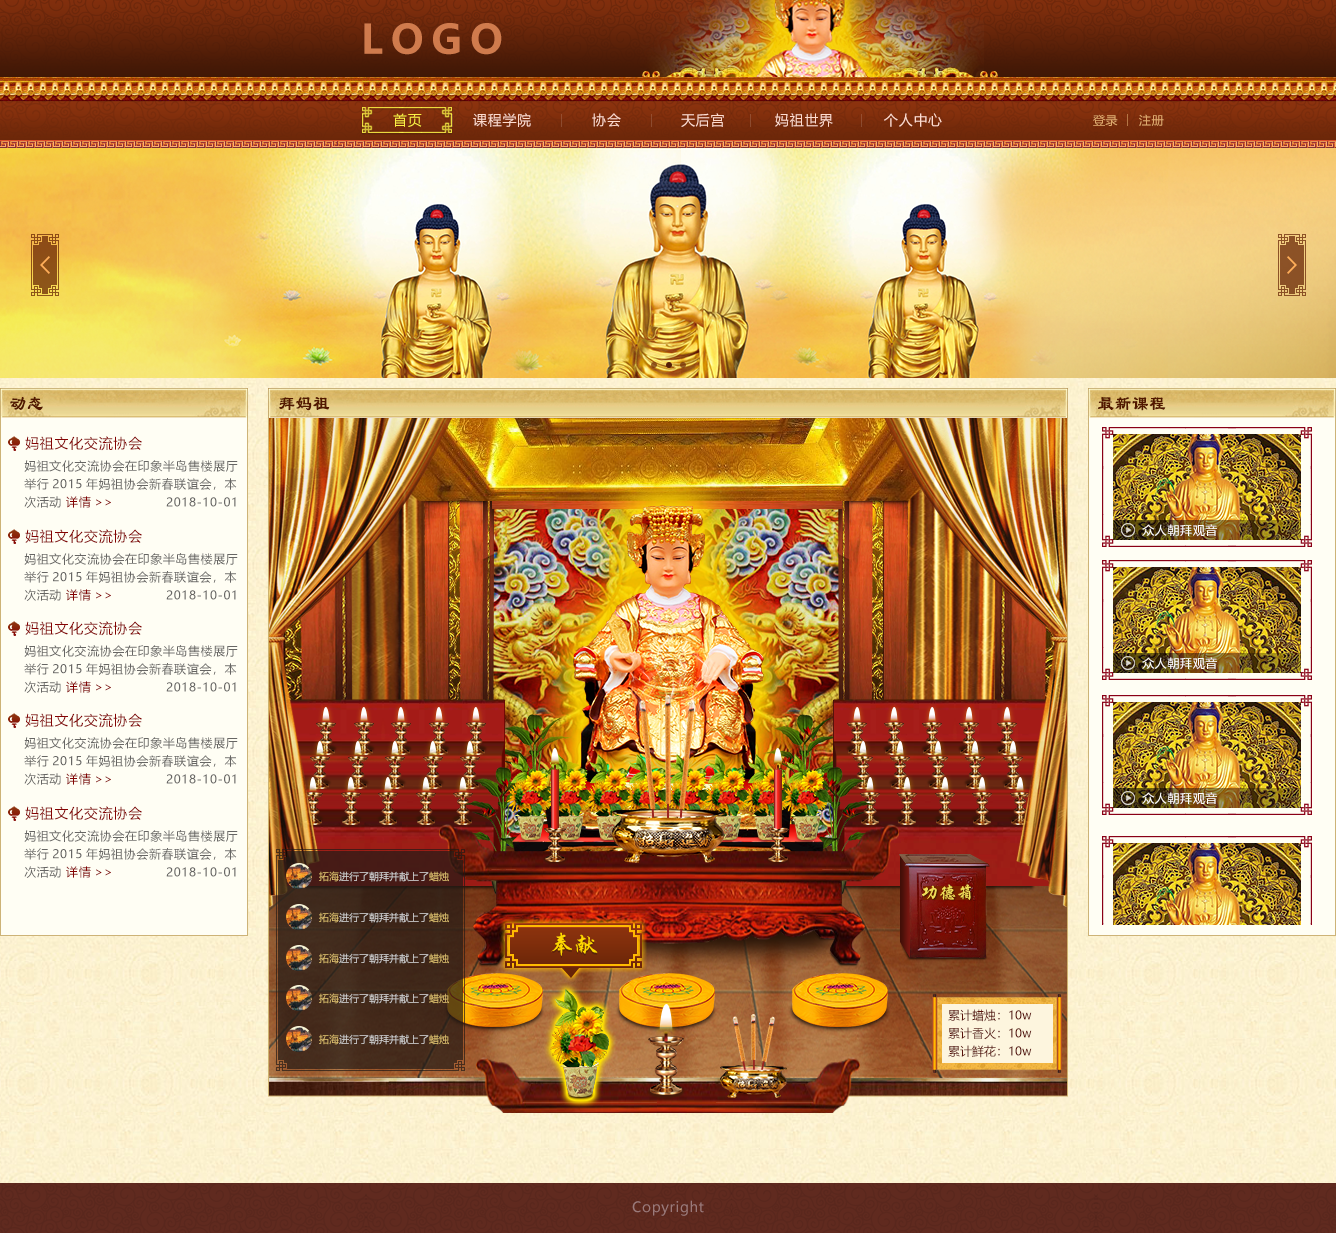 LOGO
首页
课程学院
协会
天后宫
妈祖世界
个人中心
登录
注册
动态
妈祖文化交流协会
妈祖文化交流协会在印象半岛售楼展厅
举行 2015 年妈祖协会新春联谊会，本
次活动 详情 >> 2018-10-01
妈祖文化交流协会
妈祖文化交流协会在印象半岛售楼展厅
举行 2015 年妈祖协会新春联谊会，本
次活动 详情 >> 2018-10-01
妈祖文化交流协会
妈祖文化交流协会在印象半岛售楼展厅
举行 2015 年妈祖协会新春联谊会，本
次活动 详情 >> 2018-10-01
妈祖文化交流协会
妈祖文化交流协会在印象半岛售楼展厅
举行 2015 年妈祖协会新春联谊会，本
次活动 详情 >> 2018-10-01
妈祖文化交流协会
妈祖文化交流协会在印象半岛售楼展厅
举行 2015 年妈祖协会新春联谊会，本
次活动 详情 >> 2018-10-01
拜妈祖
拓海进行了朝拜并献上了蜡烛
拓海进行了朝拜并献上了蜡烛
拓海进行了朝拜并献上了蜡烛
拓海进行了朝拜并献上了蜡烛
拓海进行了朝拜并献上了蜡烛
奉献
功德箱
累计蜡烛：10w
累计香火：10w
累计鲜花：10w
最新课程
众人朝拜观音
众人朝拜观音
众人朝拜观音
Copyright